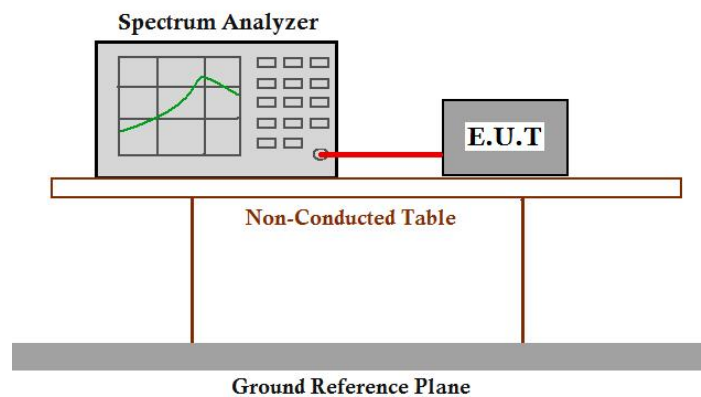 Spectrum Analyzer
E.U.T
Non-Conducted Table
Ground Reference Plane